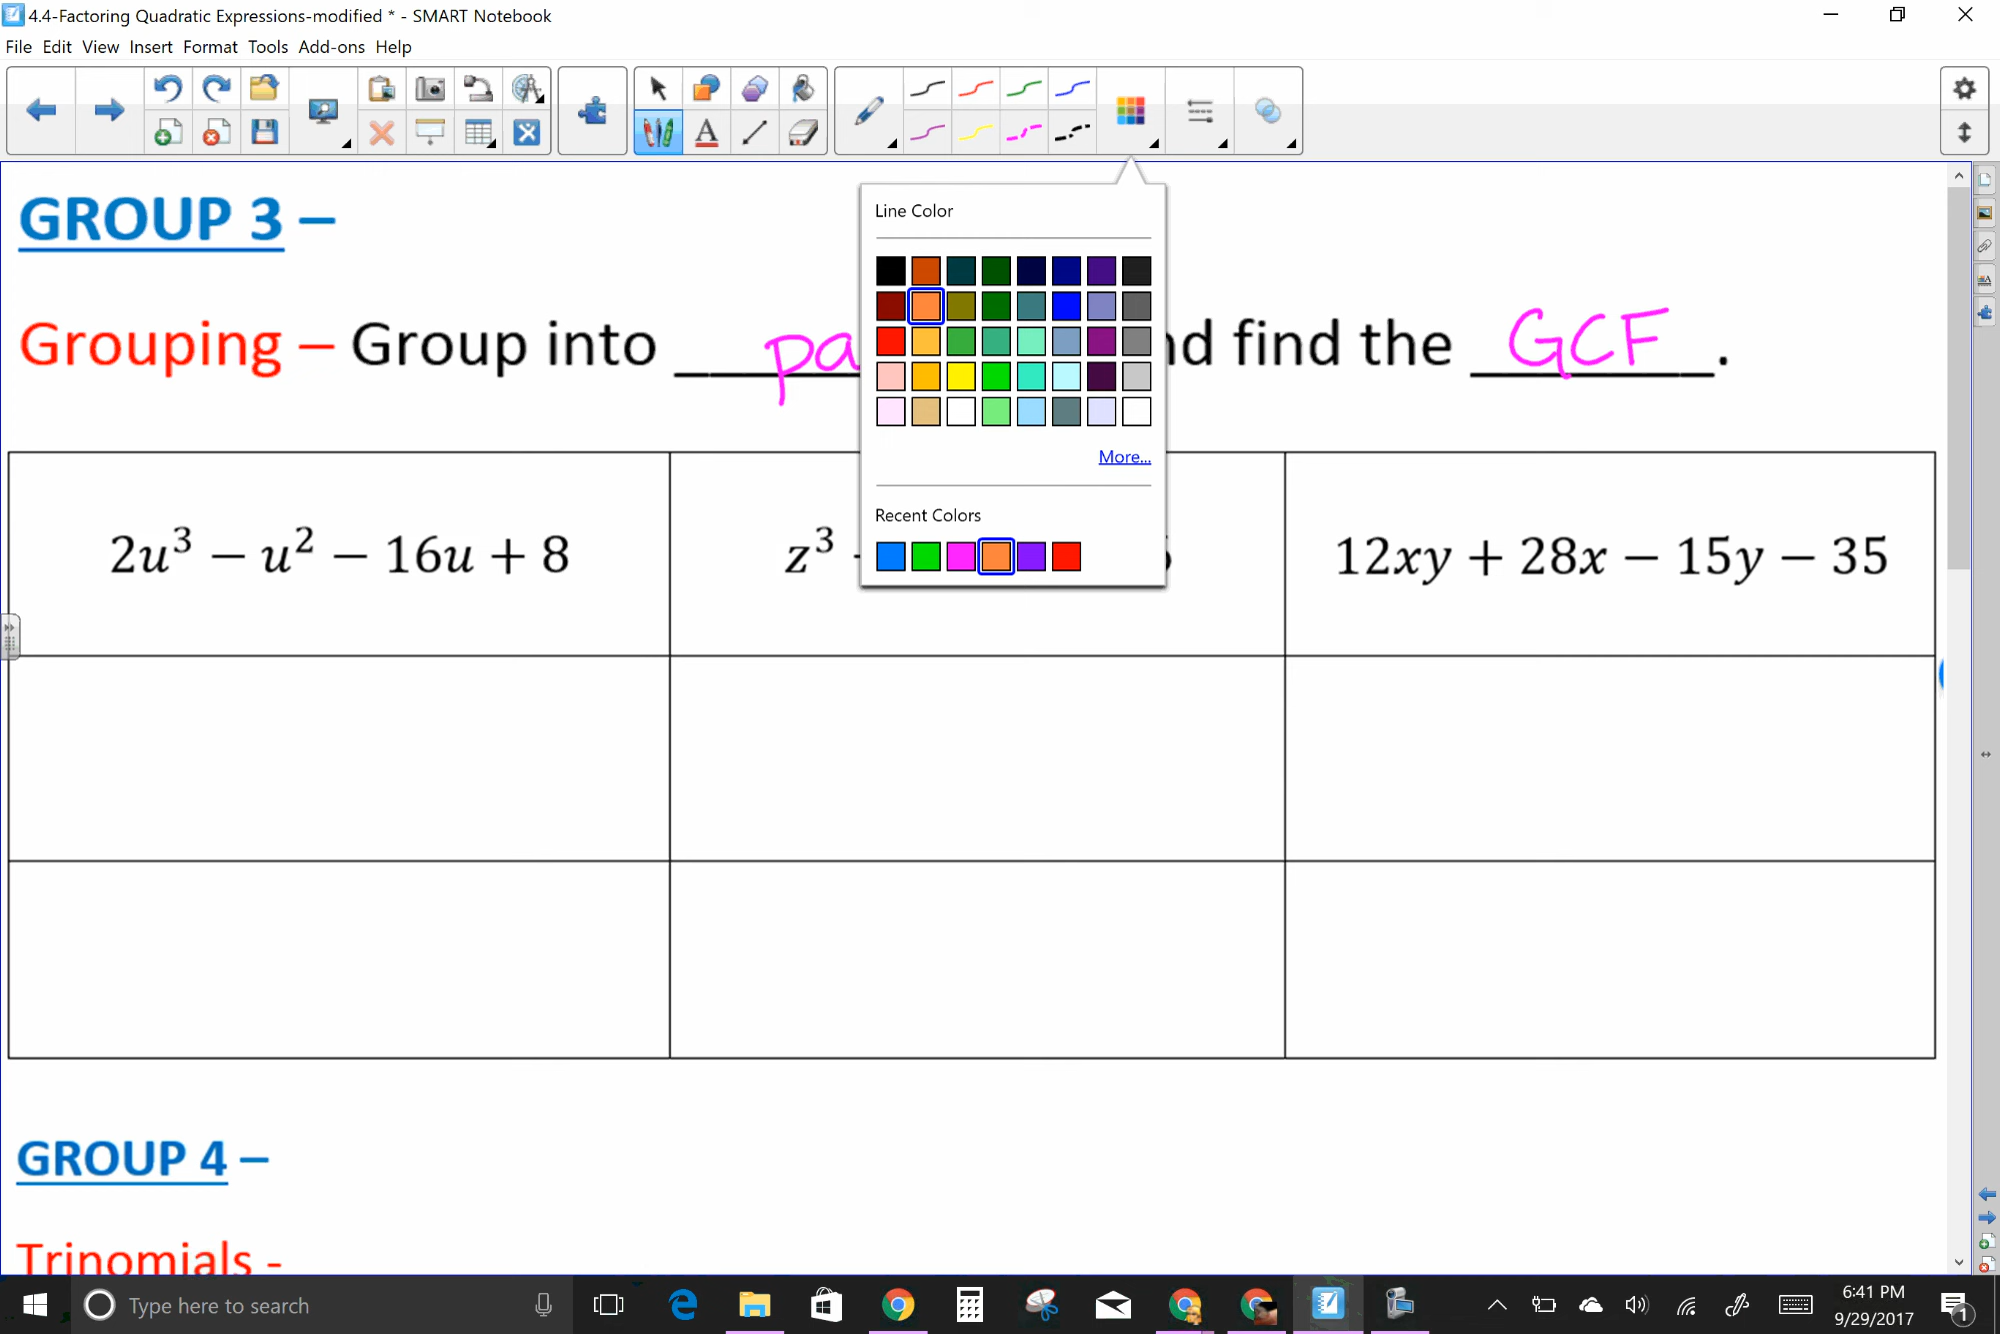 4.4-Factoring Quadratic Expressions-modified * - SMART Notebook
File Edit View Insert Format Tools Add-ons Help
GROUP 3 –
Line Color
Grouping – Group into ________ find the GCF.
More...
Recent Colors
2u³ − u² − 16u + 8
z³
12xy + 28x − 15y − 35
GROUP 4 –
Trinomials -
Type here to search
6:41 PM
9/29/2017
1